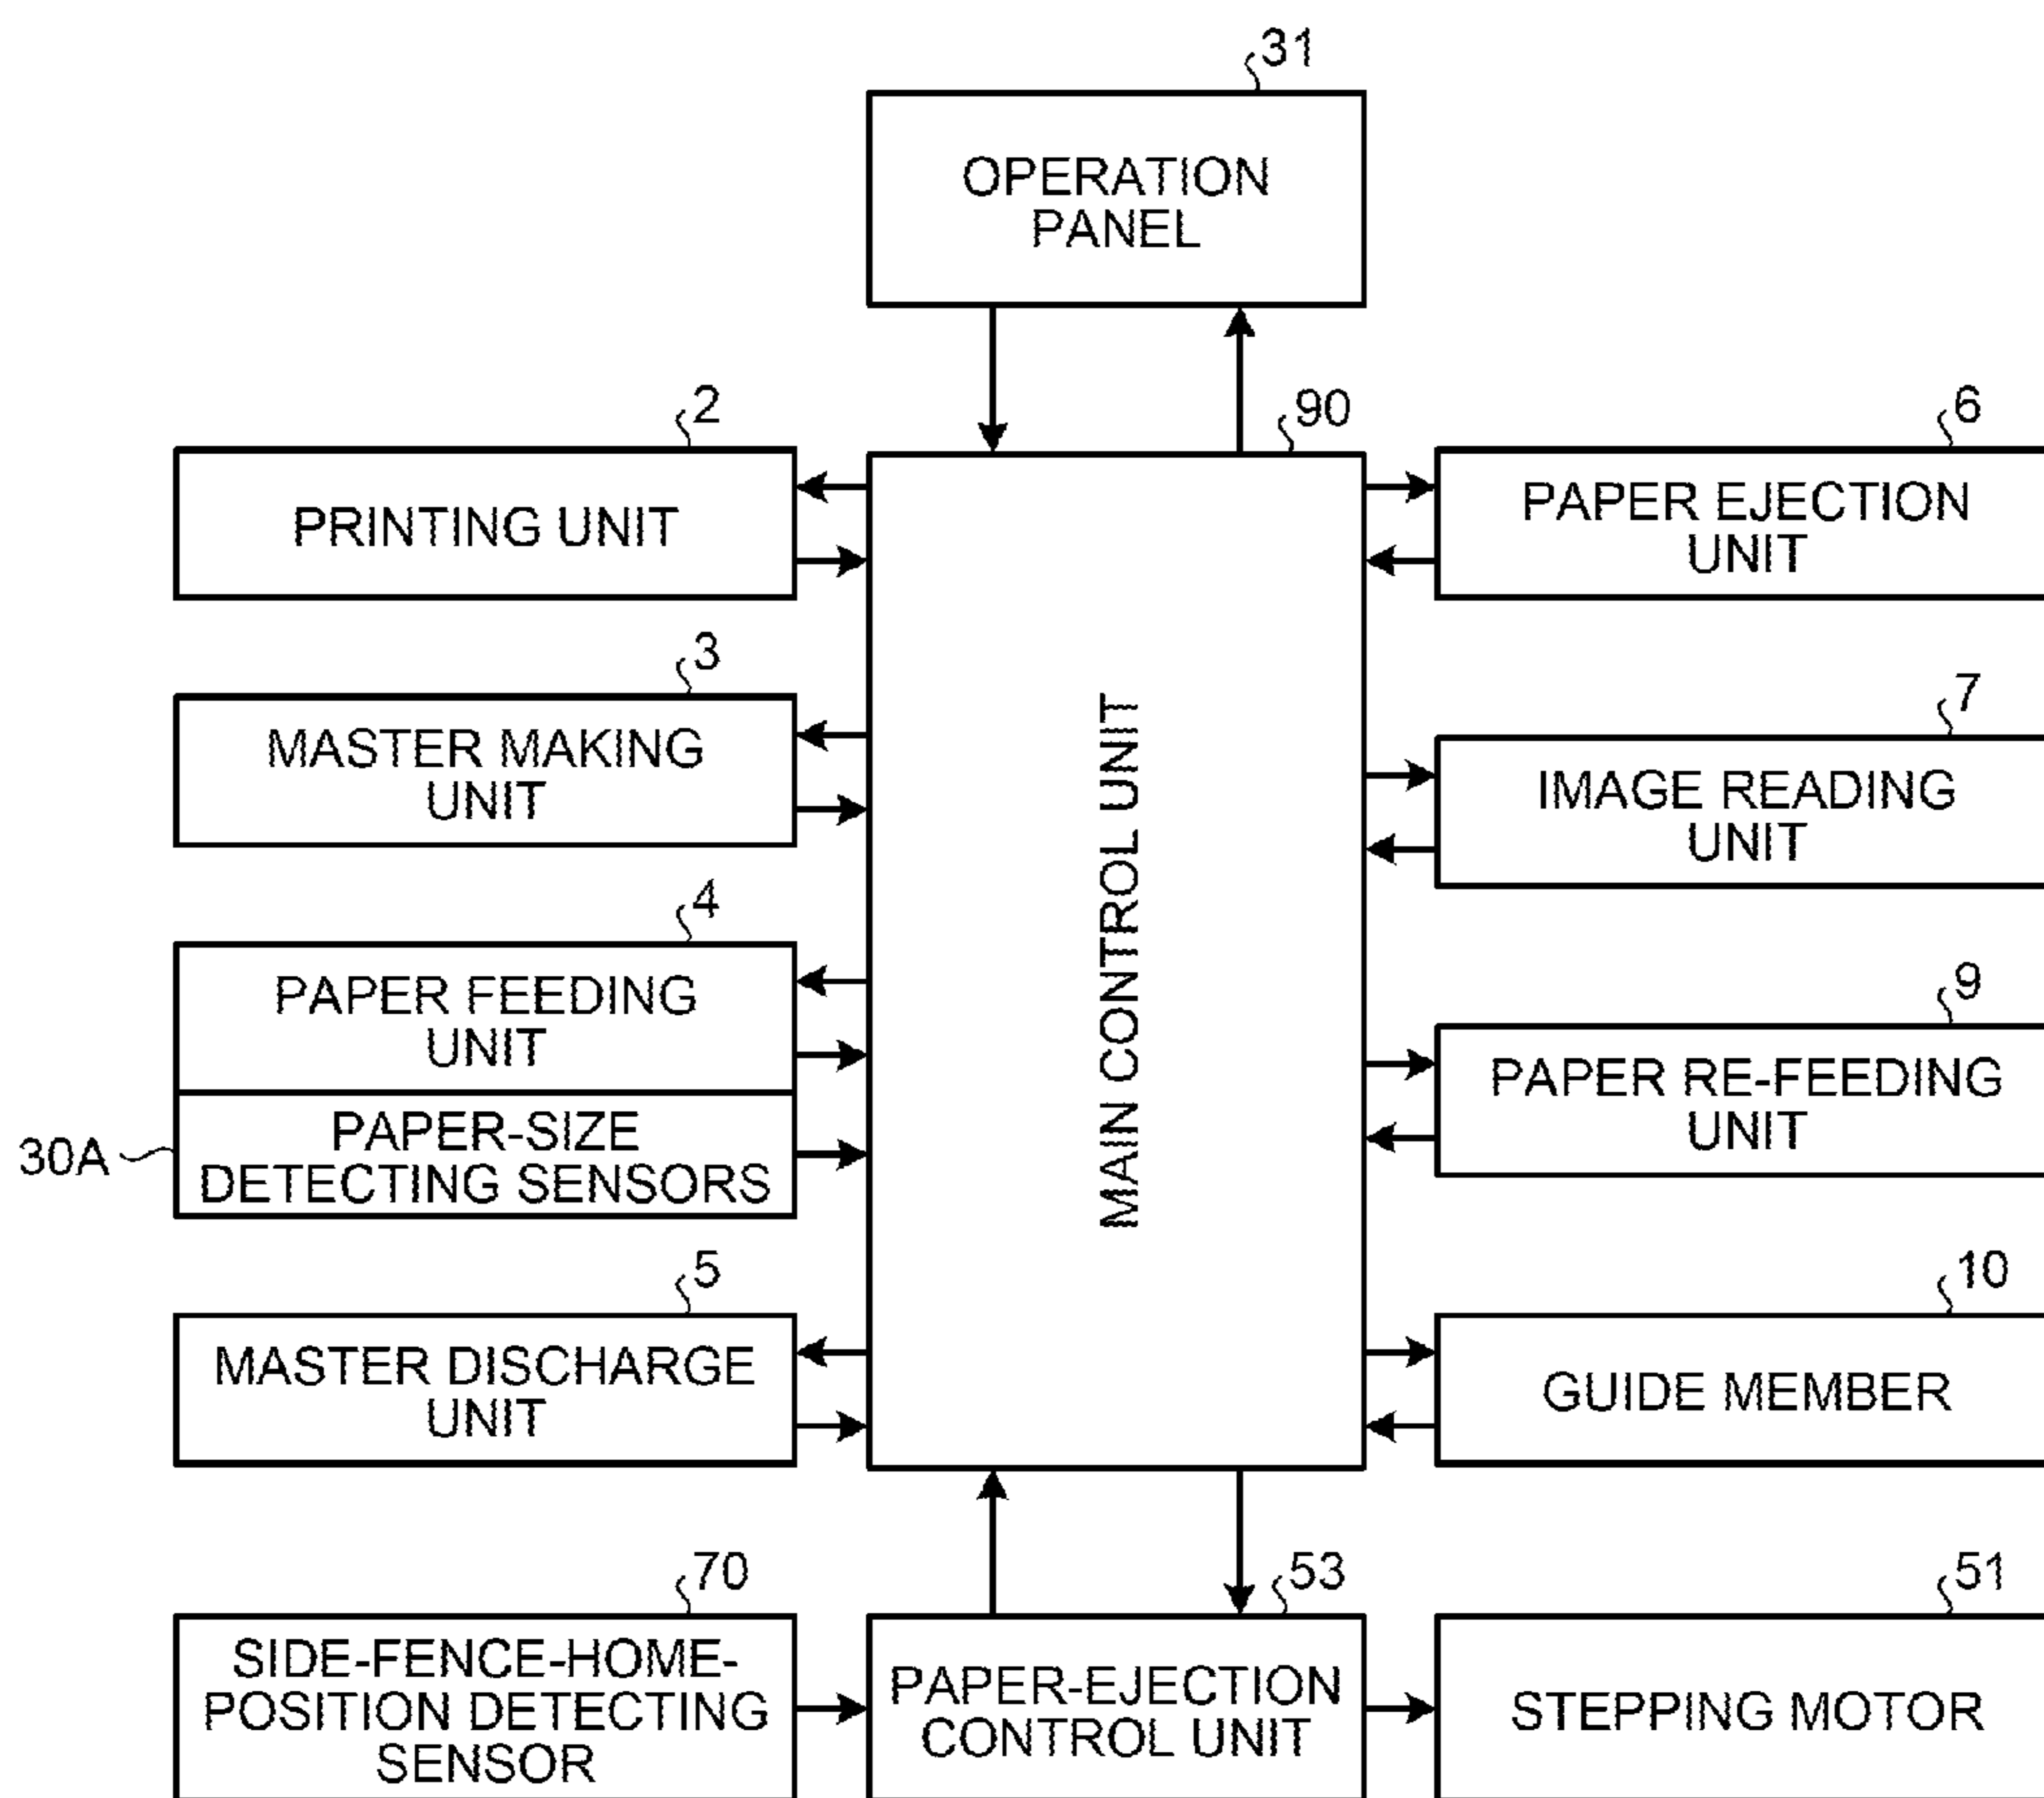 31
OPERATION
PANEL
90
2
PRINTING UNIT
3
MASTER MAKING
UNIT
4
PAPER FEEDING
UNIT
30A
PAPER-SIZE
DETECTING SENSORS
5
MASTER DISCHARGE
UNIT
MAIN CONTROL UNIT
6
PAPER EJECTION
UNIT
7
IMAGE READING
UNIT
9
PAPER RE-FEEDING
UNIT
10
GUIDE MEMBER
70
SIDE-FENCE-HOME-
POSITION DETECTING
SENSOR
53
PAPER-EJECTION
CONTROL UNIT
51
STEPPING MOTOR